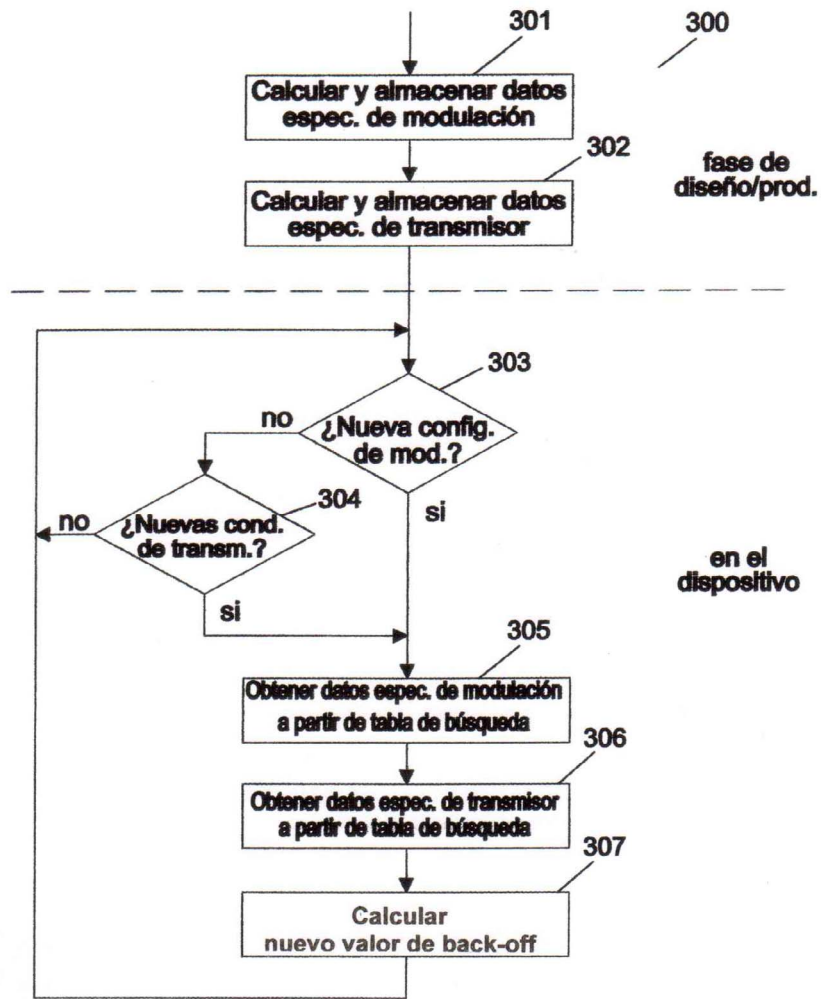 301
300
Calcular y almacenar datos
espec. de modulación
302
fase de
diseño/prod.
Calcular y almacenar datos
espec. de transmisor
303
no
¿Nueva config.
de mod.?
304
no
¿Nuevas cond.
de transm.?
si
en el
dispositivo
si
305
Obtener datos espec. de modulación
a partir de tabla de búsqueda
306
Obtener datos espec. de transmisor
a partir de tabla de búsqueda
307
Calcular
nuevo valor de back-off